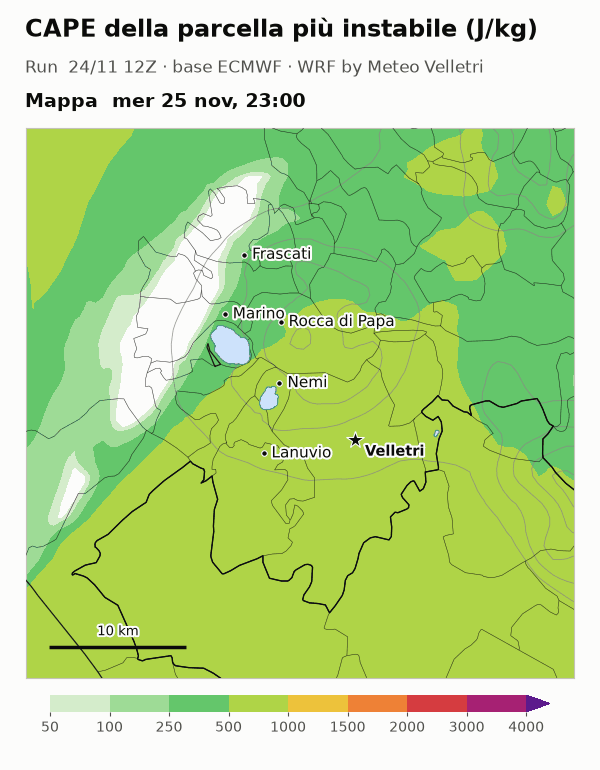 CAPE della parcella più instabile (J/kg)
Run  24/11 12Z · base ECMWF · WRF by Meteo Velletri
Mappa  mer 25 nov, 23:00
Frascati
Marino
Rocca di Papa
Nemi
Velletri
Lanuvio
10 km
50 100 250 500 1000 1500 2000 3000 4000